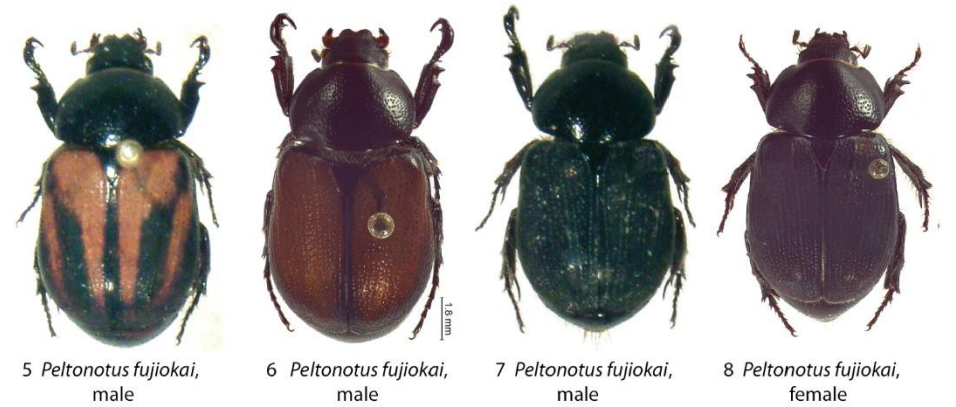 1.8 mm
5 Peltonotus fujiokai,
male
6 Peltonotus fujiokai,
male
7 Peltonotus fujiokai,
male
8 Peltonotus fujiokai,
female